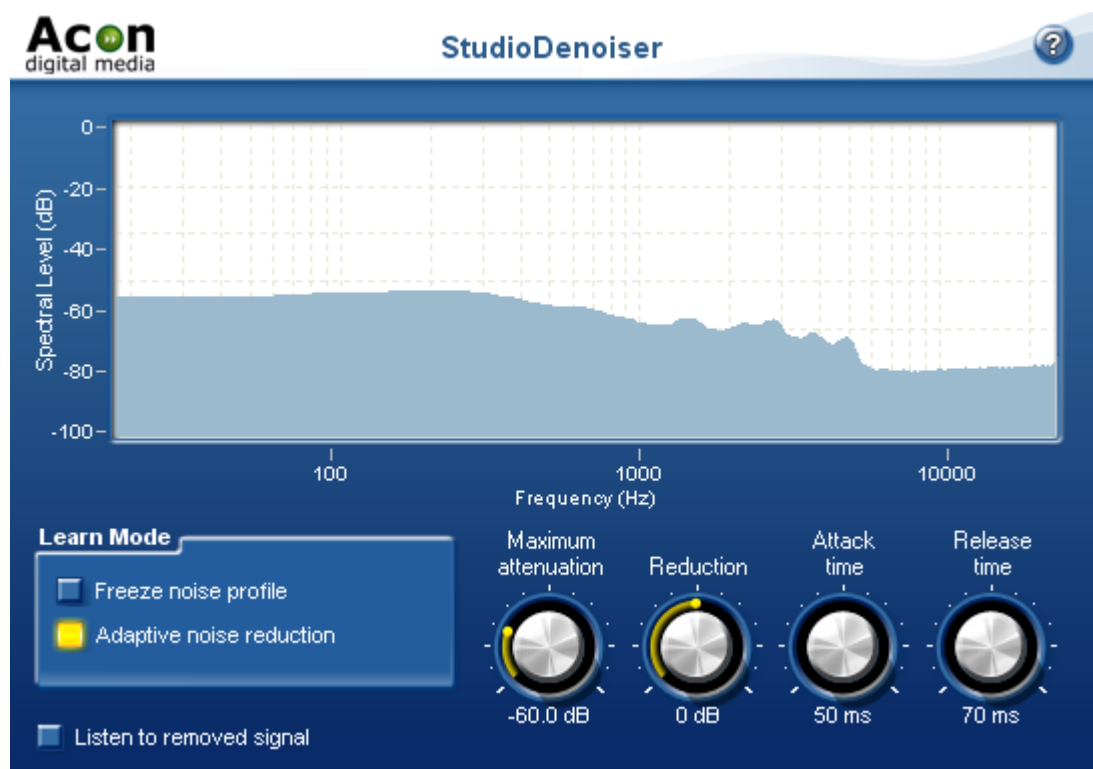 Acon
digital media
StudioDenoiser
?
0
-20
-40
-60
-80
-100
Spectral Level (dB)
100
1000
10000
Frequency (Hz)
Learn Mode
Freeze noise profile
Adaptive noise reduction
Listen to removed signal
Maximum
attenuation
-60.0 dB
Reduction
0 dB
Attack
time
50 ms
Release
time
70 ms